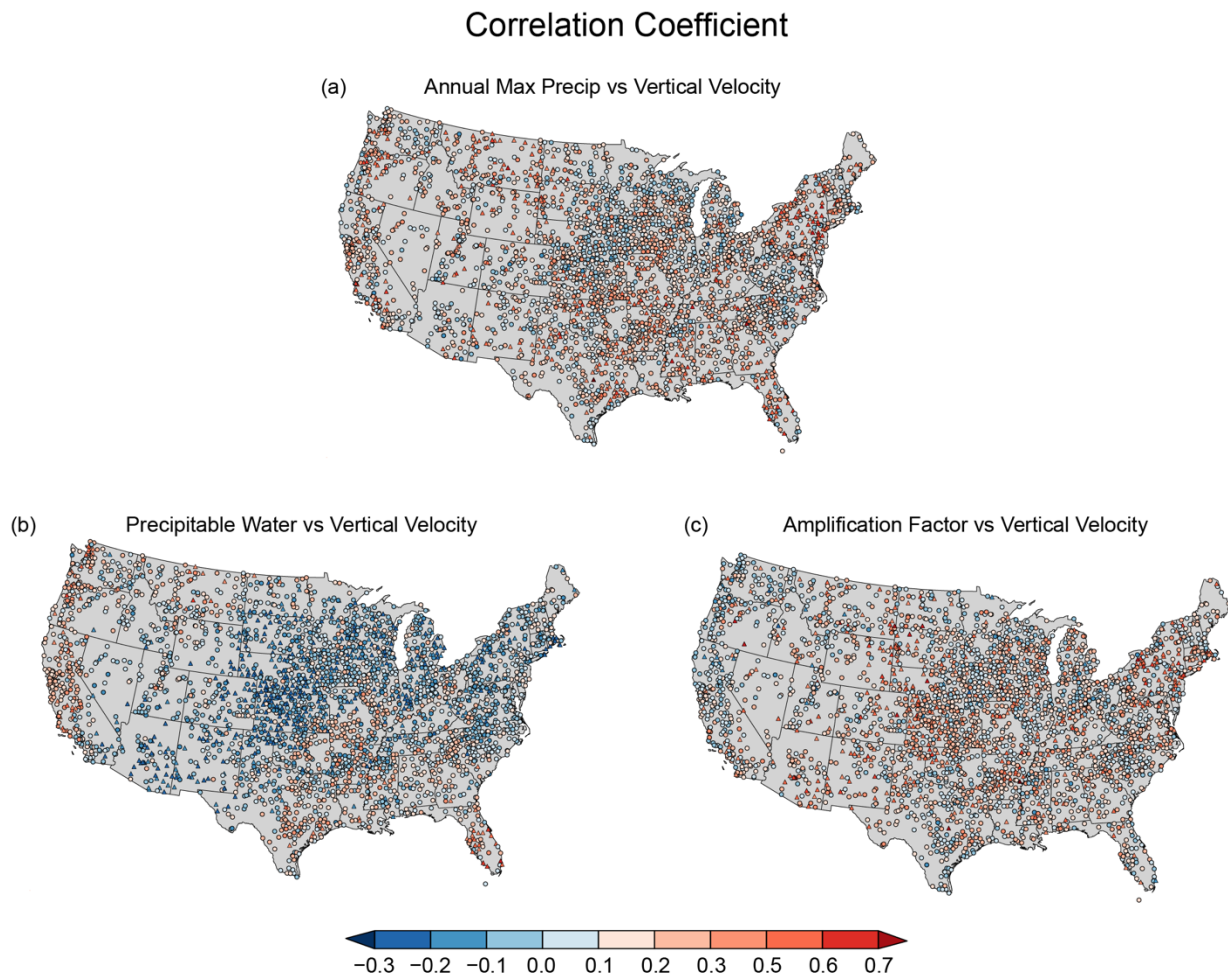 Correlation Coefficient
(a) Annual Max Precip vs Vertical Velocity
(b) Precipitable Water vs Vertical Velocity
(c) Amplification Factor vs Vertical Velocity
−0.3 −0.2 −0.1 0.0 0.1 0.2 0.3 0.4 0.5 0.6 0.7